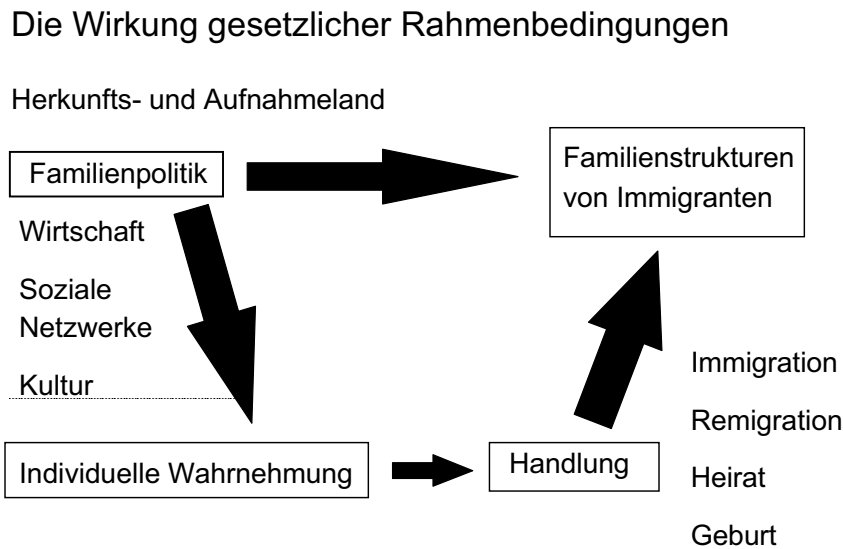 Die Wirkung gesetzlicher Rahmenbedingungen
Herkunfts- und Aufnahmeland
Familienpolitik
Wirtschaft
Soziale
Netzwerke
Kultur
Familienstrukturen
von Immigranten
Individuelle Wahrnehmung
Handlung
Immigration
Remigration
Heirat
Geburt